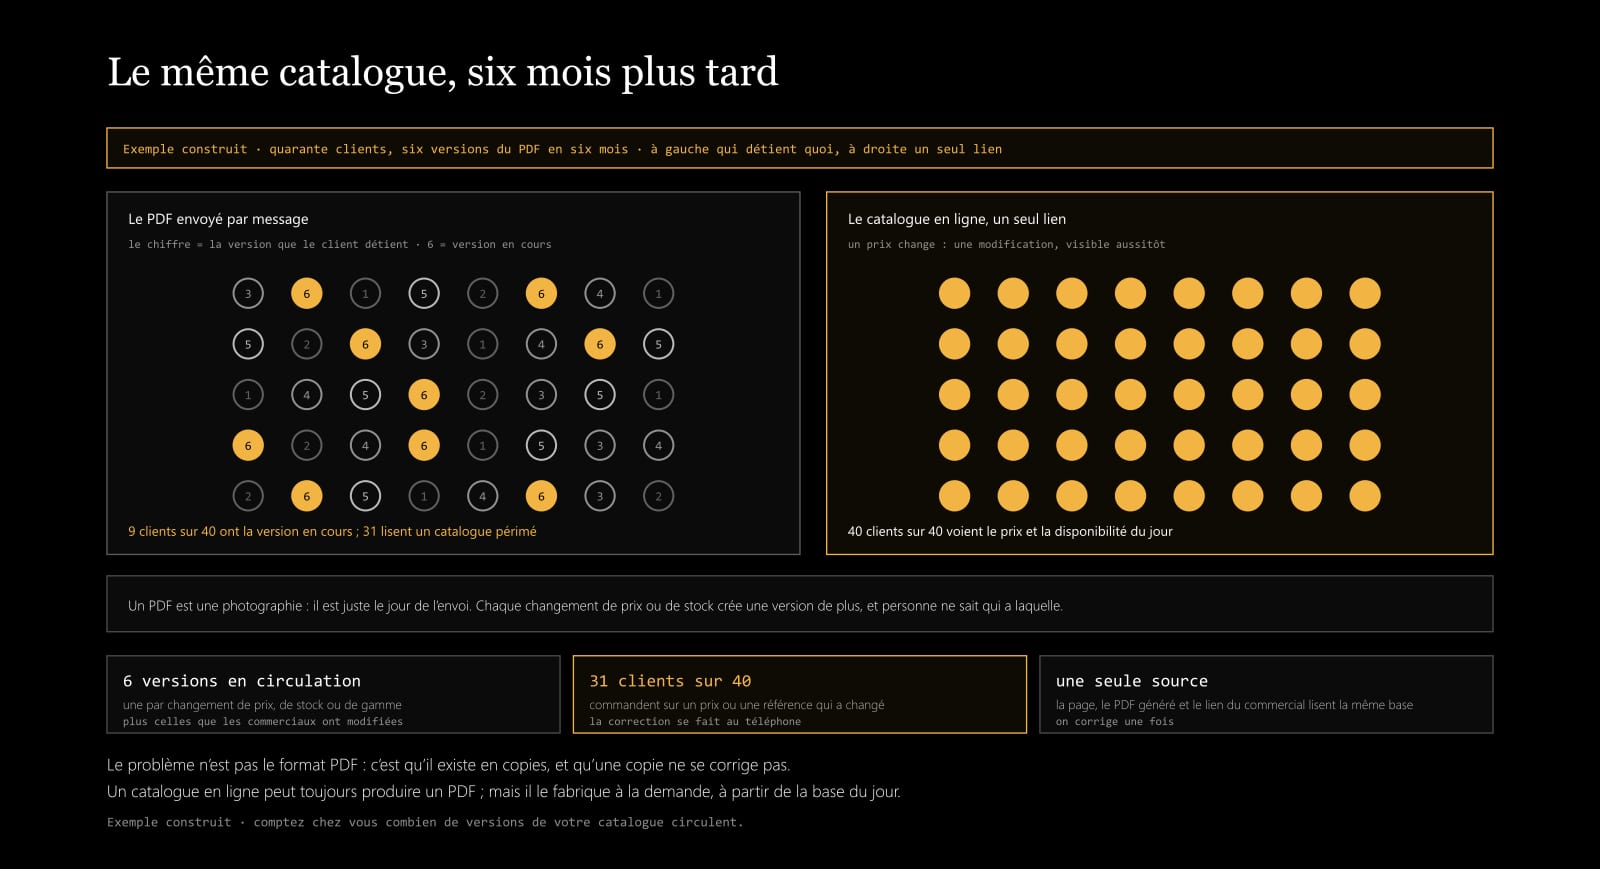 Le même catalogue, six mois plus tard
Exemple construit · quarante clients, six versions du PDF en six mois · à gauche qui détient quoi, à droite un seul lien
Le PDF envoyé par message
le chiffre = la version que le client détient · 6 = version en cours
3 6 1 5 2 6 4 1
5 2 6 3 1 4 6 5
1 4 5 6 2 3 5 1
6 2 4 6 1 5 3 4
2 6 5 1 4 6 3 2
9 clients sur 40 ont la version en cours ; 31 lisent un catalogue périmé
Le catalogue en ligne, un seul lien
un prix change : une modification, visible aussitôt
40 clients sur 40 voient le prix et la disponibilité du jour
Un PDF est une photographie : il est juste le jour de l’envoi. Chaque changement de prix ou de stock crée une version de plus, et personne ne sait qui a laquelle.
6 versions en circulation
une par changement de prix, de stock ou de gamme
plus celles que les commerciaux ont modifiées
31 clients sur 40
commandent sur un prix ou une référence qui a changé
la correction se fait au téléphone
une seule source
la page, le PDF généré et le lien du commercial lisent la même base
on corrige une fois
Le problème n’est pas le format PDF : c’est qu’il existe en copies, et qu’une copie ne se corrige pas.
Un catalogue en ligne peut toujours produire un PDF ; mais il le fabrique à la demande, à partir de la base du jour.
Exemple construit · comptez chez vous combien de versions de votre catalogue circulent.